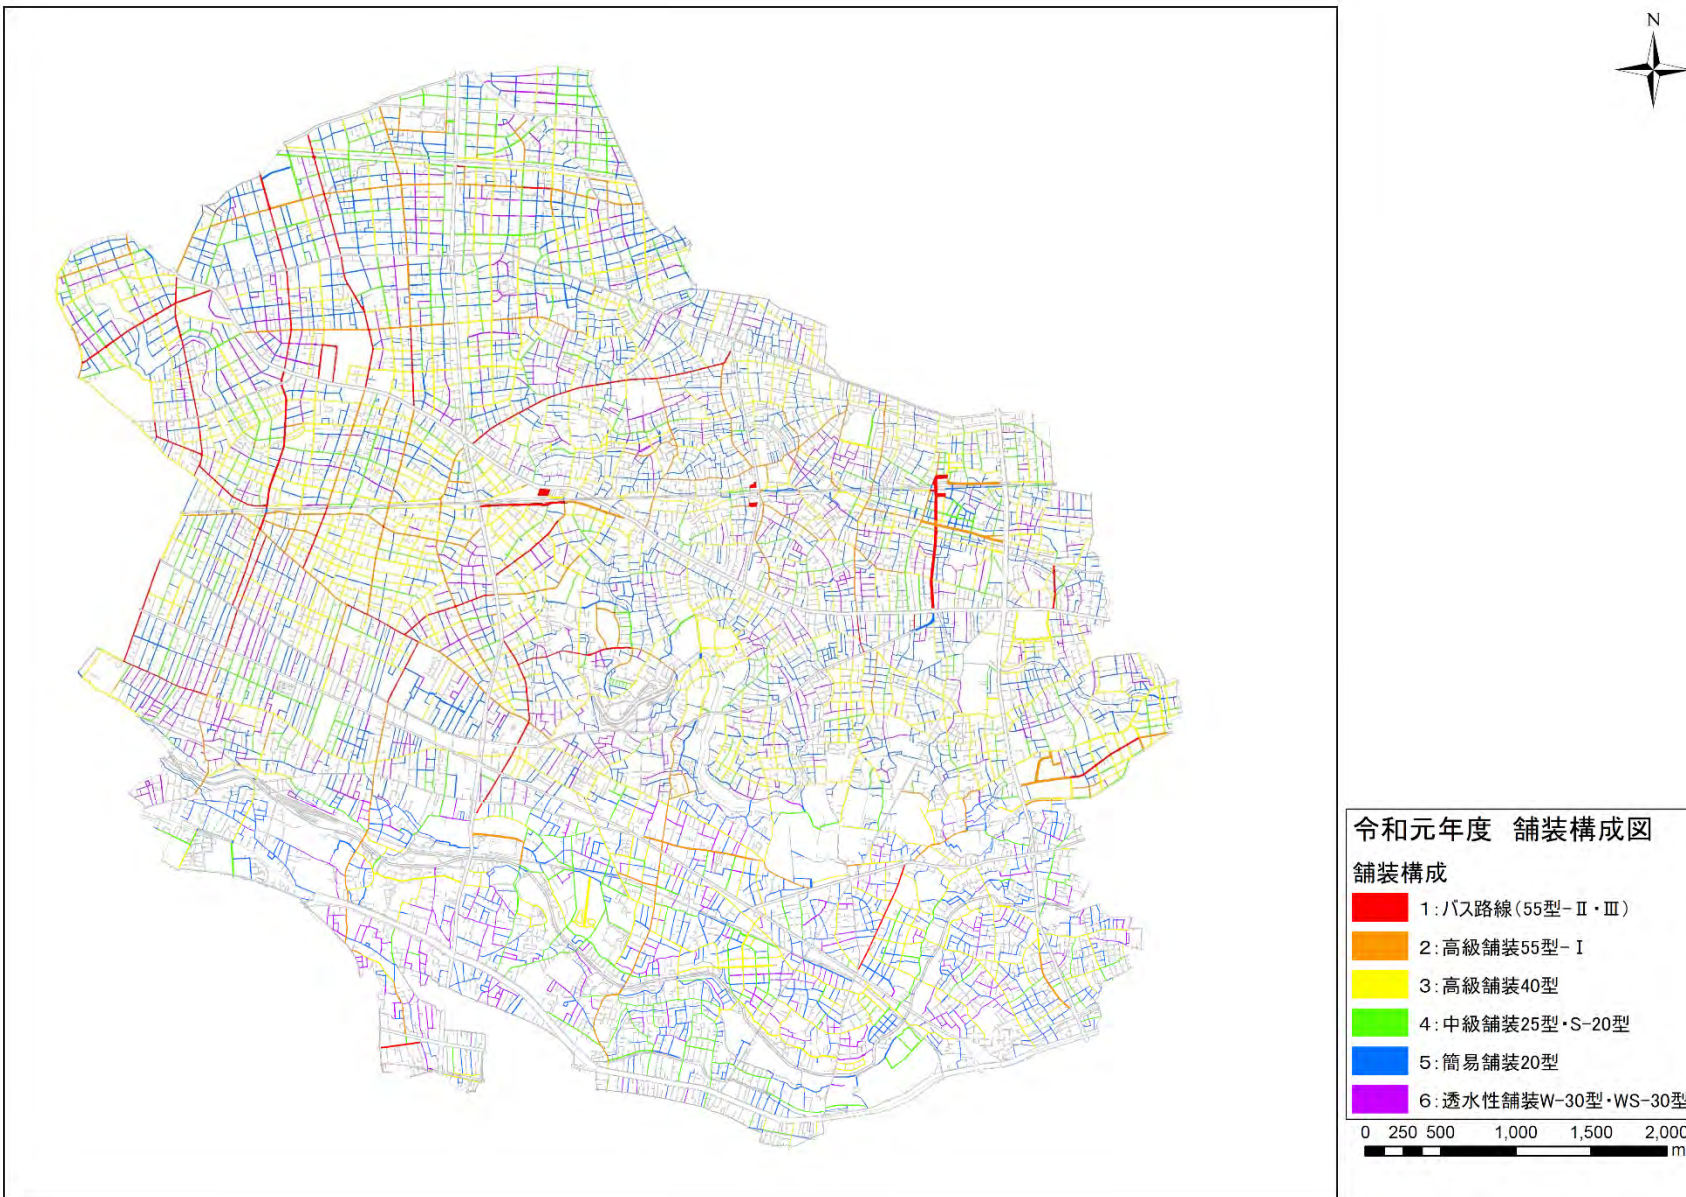 N
令和元年度 舗装構成図
舗装構成
1:バス路線(55型-Ⅱ・Ⅲ)
2:高級舗装55型-Ⅰ
3:高級舗装40型
4:中級舗装25型・S-20型
5:簡易舗装20型
6:透水性舗装W-30型・WS-30型
0 250 500 1,000 1,500 2,000
m